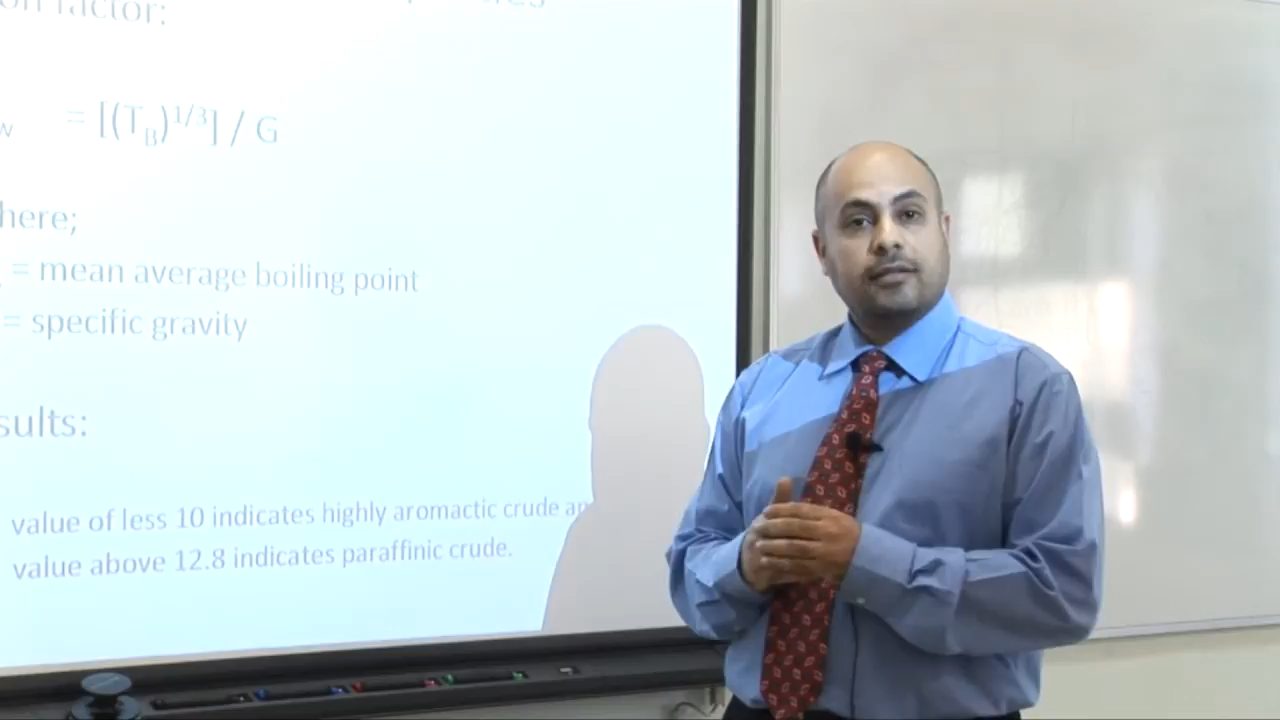 on factor:
w = [(T_B)^1/3] / G
here;
= mean average boiling point
= specific gravity
sults:
value of less 10 indicates highly aromactic crude an
value above 12.8 indicates paraffinic crude.